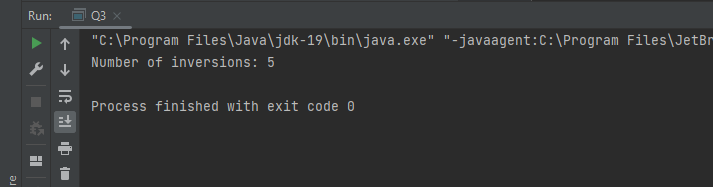 Run: Q3
"C:\Program Files\Java\jdk-19\bin\java.exe" "-javaagent:C:\Program Files\JetBr
Number of inversions: 5
Process finished with exit code 0
re